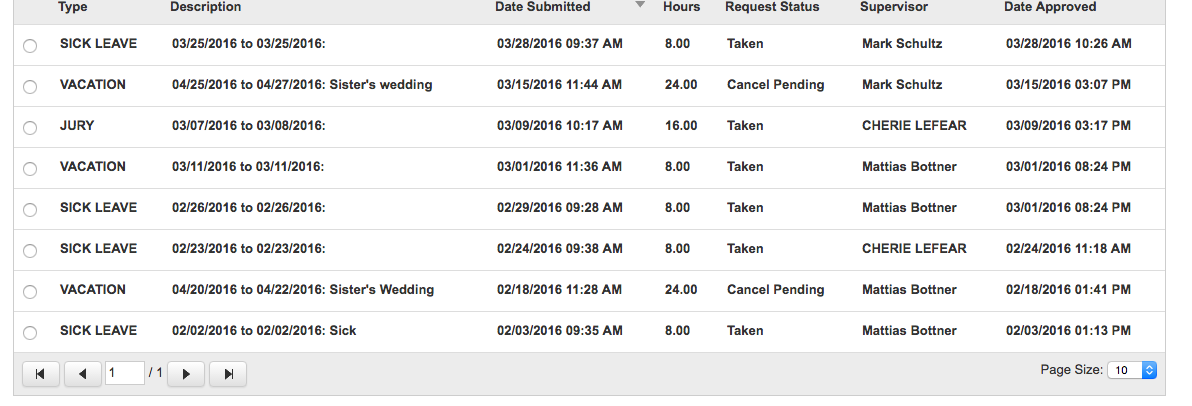 Type Description Date Submitted Hours Request Status Supervisor Date Approved
SICK LEAVE 03/25/2016 to 03/25/2016: 03/28/2016 09:37 AM 8.00 Taken Mark Schultz 03/28/2016 10:26 AM
VACATION 04/25/2016 to 04/27/2016: Sister's wedding 03/15/2016 11:44 AM 24.00 Cancel Pending Mark Schultz 03/15/2016 03:07 PM
JURY 03/07/2016 to 03/08/2016: 03/09/2016 10:17 AM 16.00 Taken CHERIE LEFEAR 03/09/2016 03:17 PM
VACATION 03/11/2016 to 03/11/2016: 03/01/2016 11:36 AM 8.00 Taken Mattias Bottner 03/01/2016 08:24 PM
SICK LEAVE 02/26/2016 to 02/26/2016: 02/29/2016 09:28 AM 8.00 Taken Mattias Bottner 03/01/2016 08:24 PM
SICK LEAVE 02/23/2016 to 02/23/2016: 02/24/2016 09:38 AM 8.00 Taken CHERIE LEFEAR 02/24/2016 11:18 AM
VACATION 04/20/2016 to 04/22/2016: Sister's Wedding 02/18/2016 11:28 AM 24.00 Cancel Pending Mattias Bottner 02/18/2016 01:41 PM
SICK LEAVE 02/02/2016 to 02/02/2016: Sick 02/03/2016 09:35 AM 8.00 Taken Mattias Bottner 02/03/2016 01:13 PM
1 / 1 Page Size: 10